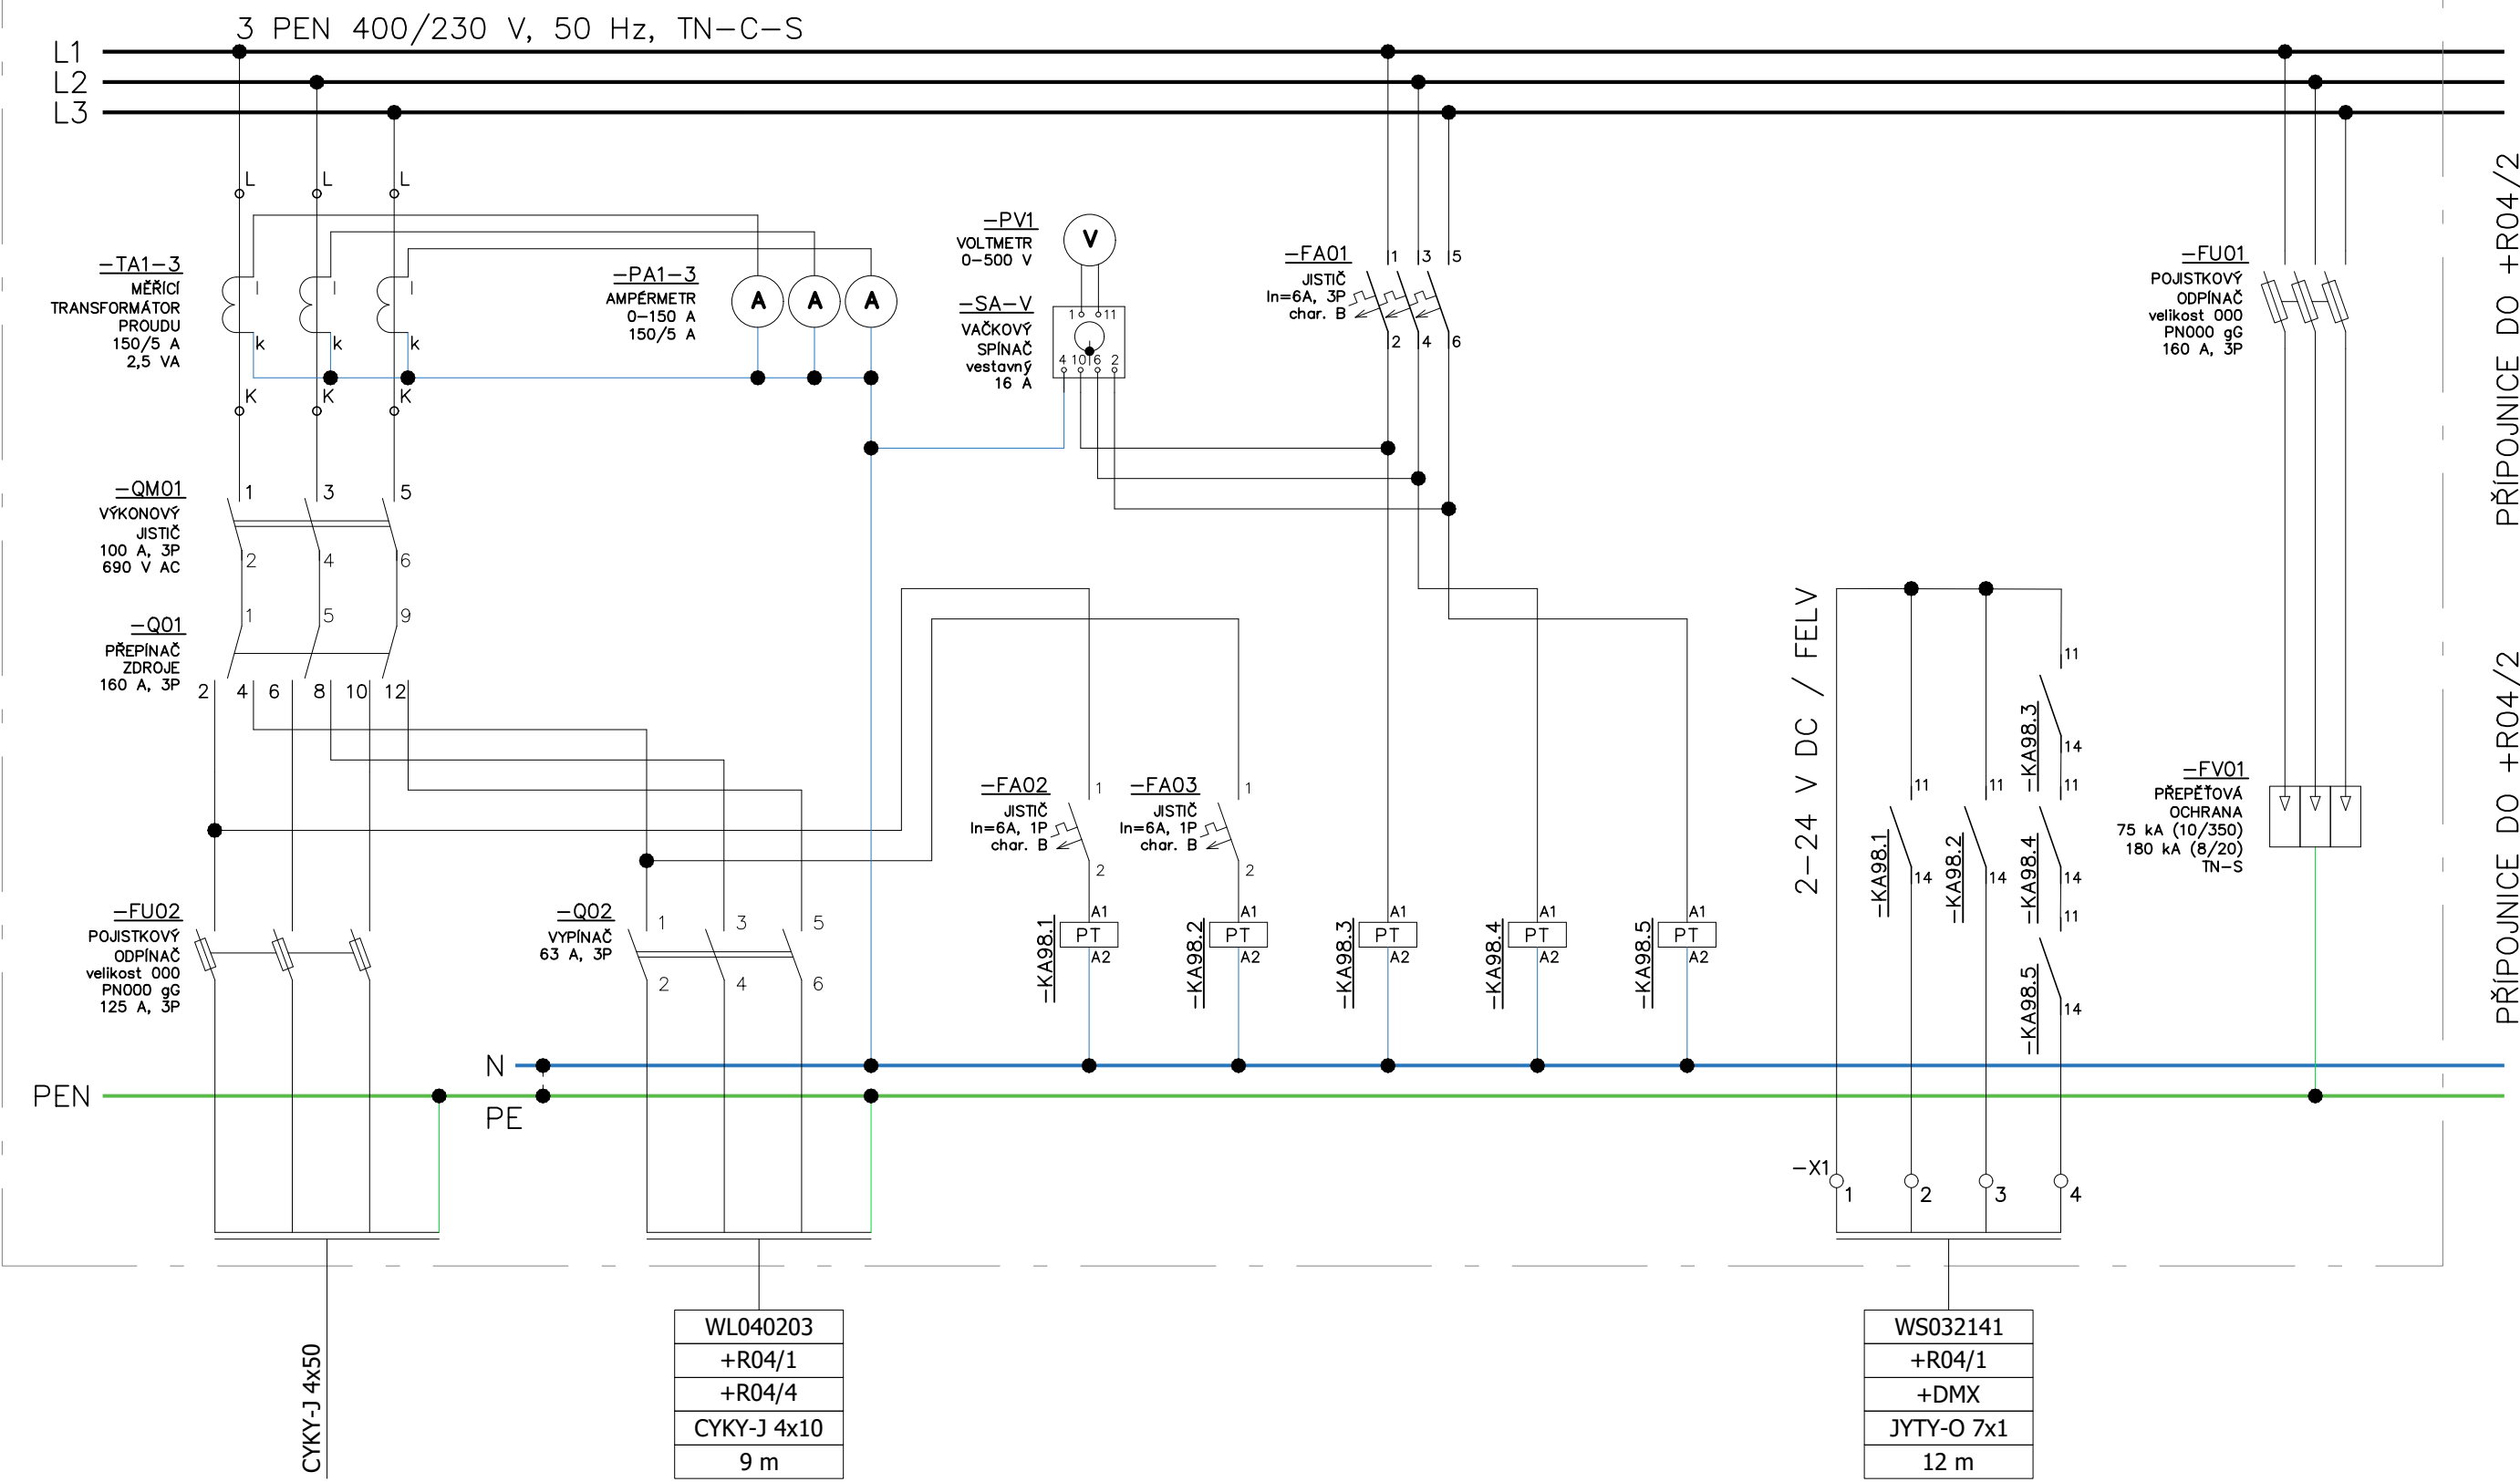 3 PEN 400/230 V, 50 Hz, TN-C-S
L1
L2
L3
L
L
L
-TA1-3
MĚŘÍCÍ
TRANSFORMÁTOR
PROUDU
150/5 A
2,5 VA
l
l
l
k
k
k
K
K
K
-PA1-3
AMPÉRMETR
0-150 A
150/5 A
A
A
A
-PV1
VOLTMETR
0-500 V
V
-SA-V
VAČKOVÝ
SPÍNAČ
vestavný
16 A
1
11
4
10
6
2
-FA01
JISTIČ
In=6A, 3P
char. B
1
3
5
2
4
6
-FU01
POJISTKOVÝ
ODPÍNAČ
velikost 000
PN000 gG
160 A, 3P
PŘÍPOJNICE DO +R04/2
PŘÍPOJNICE DO +R04/2
-QM01
VÝKONOVÝ
JISTIČ
100 A, 3P
690 V AC
1
3
5
2
4
6
-Q01
PŘEPÍNAČ
ZDROJE
160 A, 3P
1
5
9
2
4
6
8
10
12
-FA02
JISTIČ
In=6A, 1P
char. B
1
2
-FA03
JISTIČ
In=6A, 1P
char. B
1
2
2-24 V DC / FELV
11
-KA98.3
14
11
-KA98.1
14
11
-KA98.2
14
11
-KA98.4
14
11
-KA98.5
14
-FV01
PŘEPĚŤOVÁ
OCHRANA
75 kA (10/350)
180 kA (8/20)
TN-S
-FU02
POJISTKOVÝ
ODPÍNAČ
velikost 000
PN000 gG
125 A, 3P
-Q02
VYPÍNAČ
63 A, 3P
1
3
5
2
4
6
-KA98.1
A1
PT
A2
-KA98.2
A1
PT
A2
-KA98.3
A1
PT
A2
-KA98.4
A1
PT
A2
-KA98.5
A1
PT
A2
N
PEN
PE
-X1
1
2
3
4
CYKY-J 4x50
WL040203
+R04/1
+R04/4
CYKY-J 4x10
9 m
WS032141
+R04/1
+DMX
JYTY-O 7x1
12 m